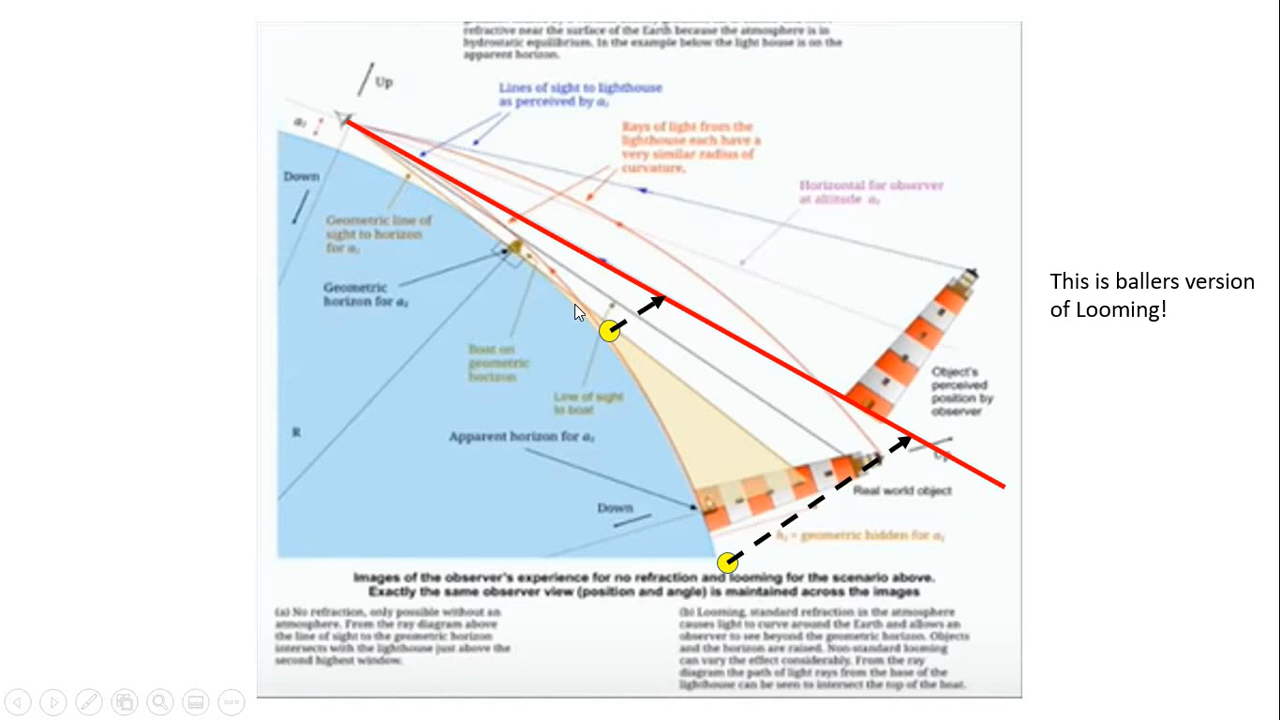 refractive near the surface of the Earth because the atmosphere is in
hydrostatic equilibrium. In the example below the light house is on the
apparent horizon.
Up
Lines of sight to lighthouse
as perceived by a₂
a₂
Rays of light from the
lighthouse each have a
very similar radius of
curvature.
Down
Horizontal for observer
at altitude a₂
Geometric line of
sight to horizon
for a₂
This is ballers version
of Looming!
Geometric
horizon for a₂
Boat on
geometric
horizon
Object's
perceived
position by
observer
Line of sight
to boat
R
Apparent horizon for a₂
Up
Real world object
Down
= geometric hidden for a₂
Images of the observer's experience for no refraction and looming for the scenario above.
Exactly the same observer view (position and angle) is maintained across the images
(a) No refraction, only possible without an
atmosphere. From the ray diagram above
the line of sight to the geometric horizon
intersects with the lighthouse just above the
second highest window.
(b) Looming, standard refraction in the atmosphere
causes light to curve around the Earth and allows an
observer to see beyond the geometric horizon. Objects
and the horizon are raised. Non-standard looming
can vary the effect considerably. From the ray
diagram the path of light rays from the base of the
lighthouse can be seen to intersect the top of the boat.